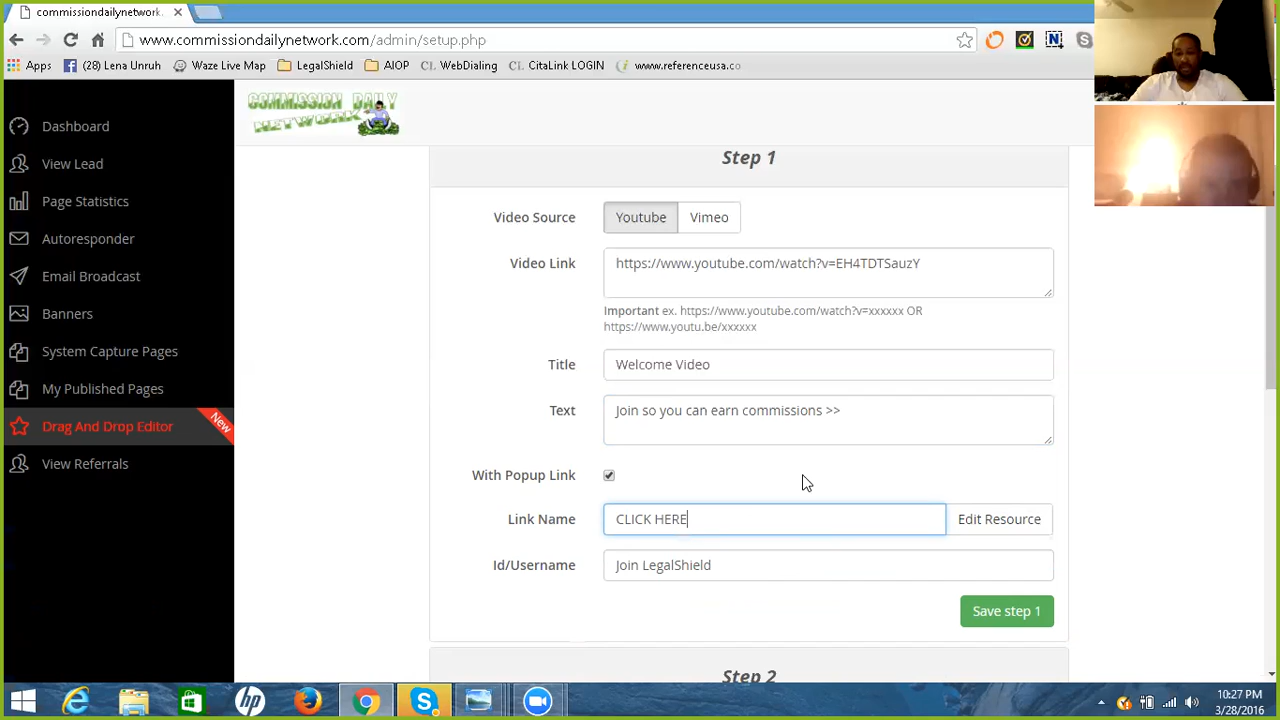 commissiondailynetwork.
www.commissiondailynetwork.com/admin/setup.php
Apps
(28) Lena Unruh
Waze Live Map
LegalShield
AIOP
CL WebDialing
CL CitaLink LOGIN
www.referenceusa.co
COMMISSION DAILY
NETWORK
Dashboard
View Lead
Page Statistics
Autoresponder
Email Broadcast
Banners
System Capture Pages
My Published Pages
Drag And Drop Editor
New
View Referrals
Step 1
Video Source
Youtube
Vimeo
Video Link
https://www.youtube.com/watch?v=EH4TDTSauzY
Important ex. https://www.youtube.com/watch?v=xxxxxx OR
https://www.youtu.be/xxxxxx
Title
Welcome Video
Text
Join so you can earn commissions >>
With Popup Link
Link Name
CLICK HERE
Edit Resource
Id/Username
Join LegalShield
Save step 1
Step 2
10:27 PM
3/28/2016